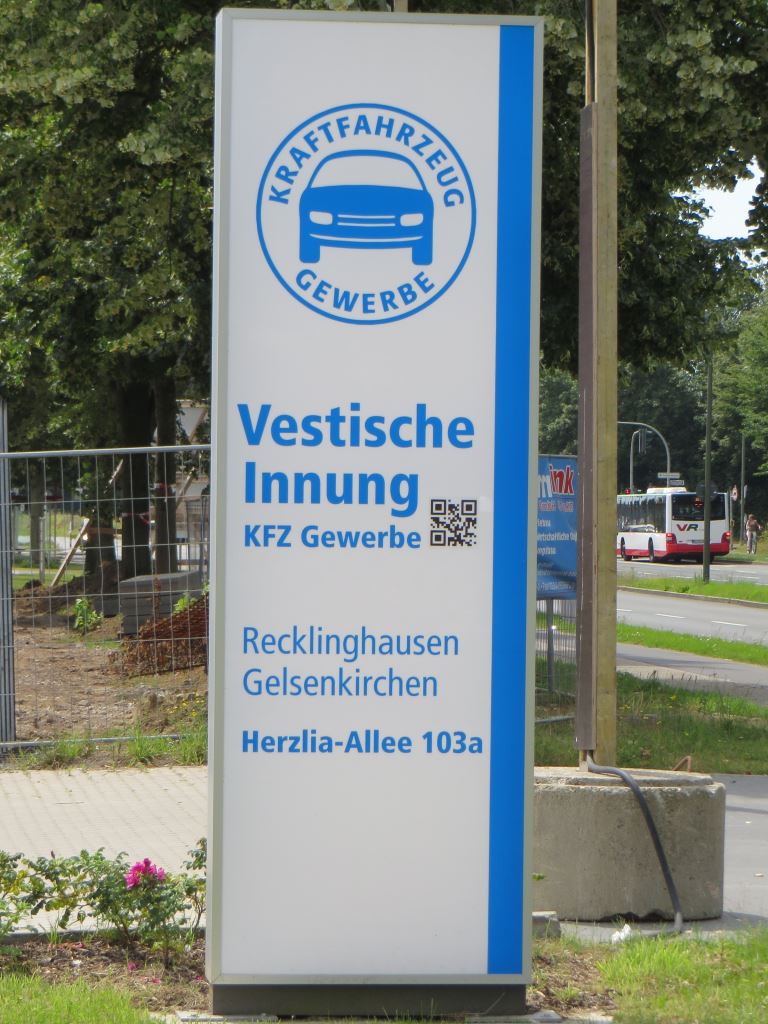 KRAFTFAHRZEUG
GEWERBE
Vestische
Innung
KFZ Gewerbe
Recklinghausen
Gelsenkirchen
Herzlia-Allee 103a
VR